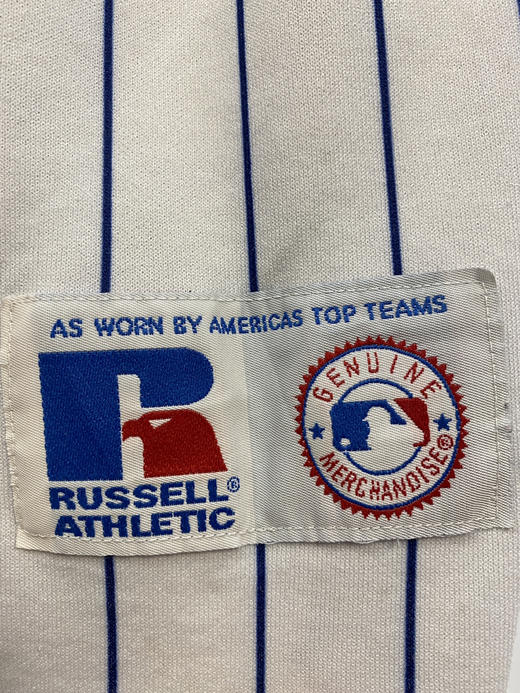 AS WORN BY AMERICAS TOP TEAMS
R
RUSSELL®
ATHLETIC
GENUINE
MERCHANDISE®